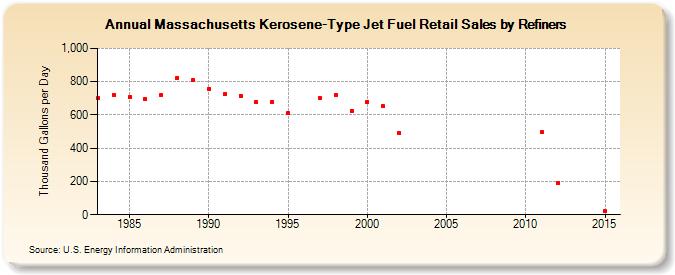 Annual Massachusetts Kerosene-Type Jet Fuel Retail Sales by Refiners
Thousand Gallons per Day
1,000
800
600
400
200
0
1985 1990 1995 2000 2005 2010 2015
Source: U.S. Energy Information Administration